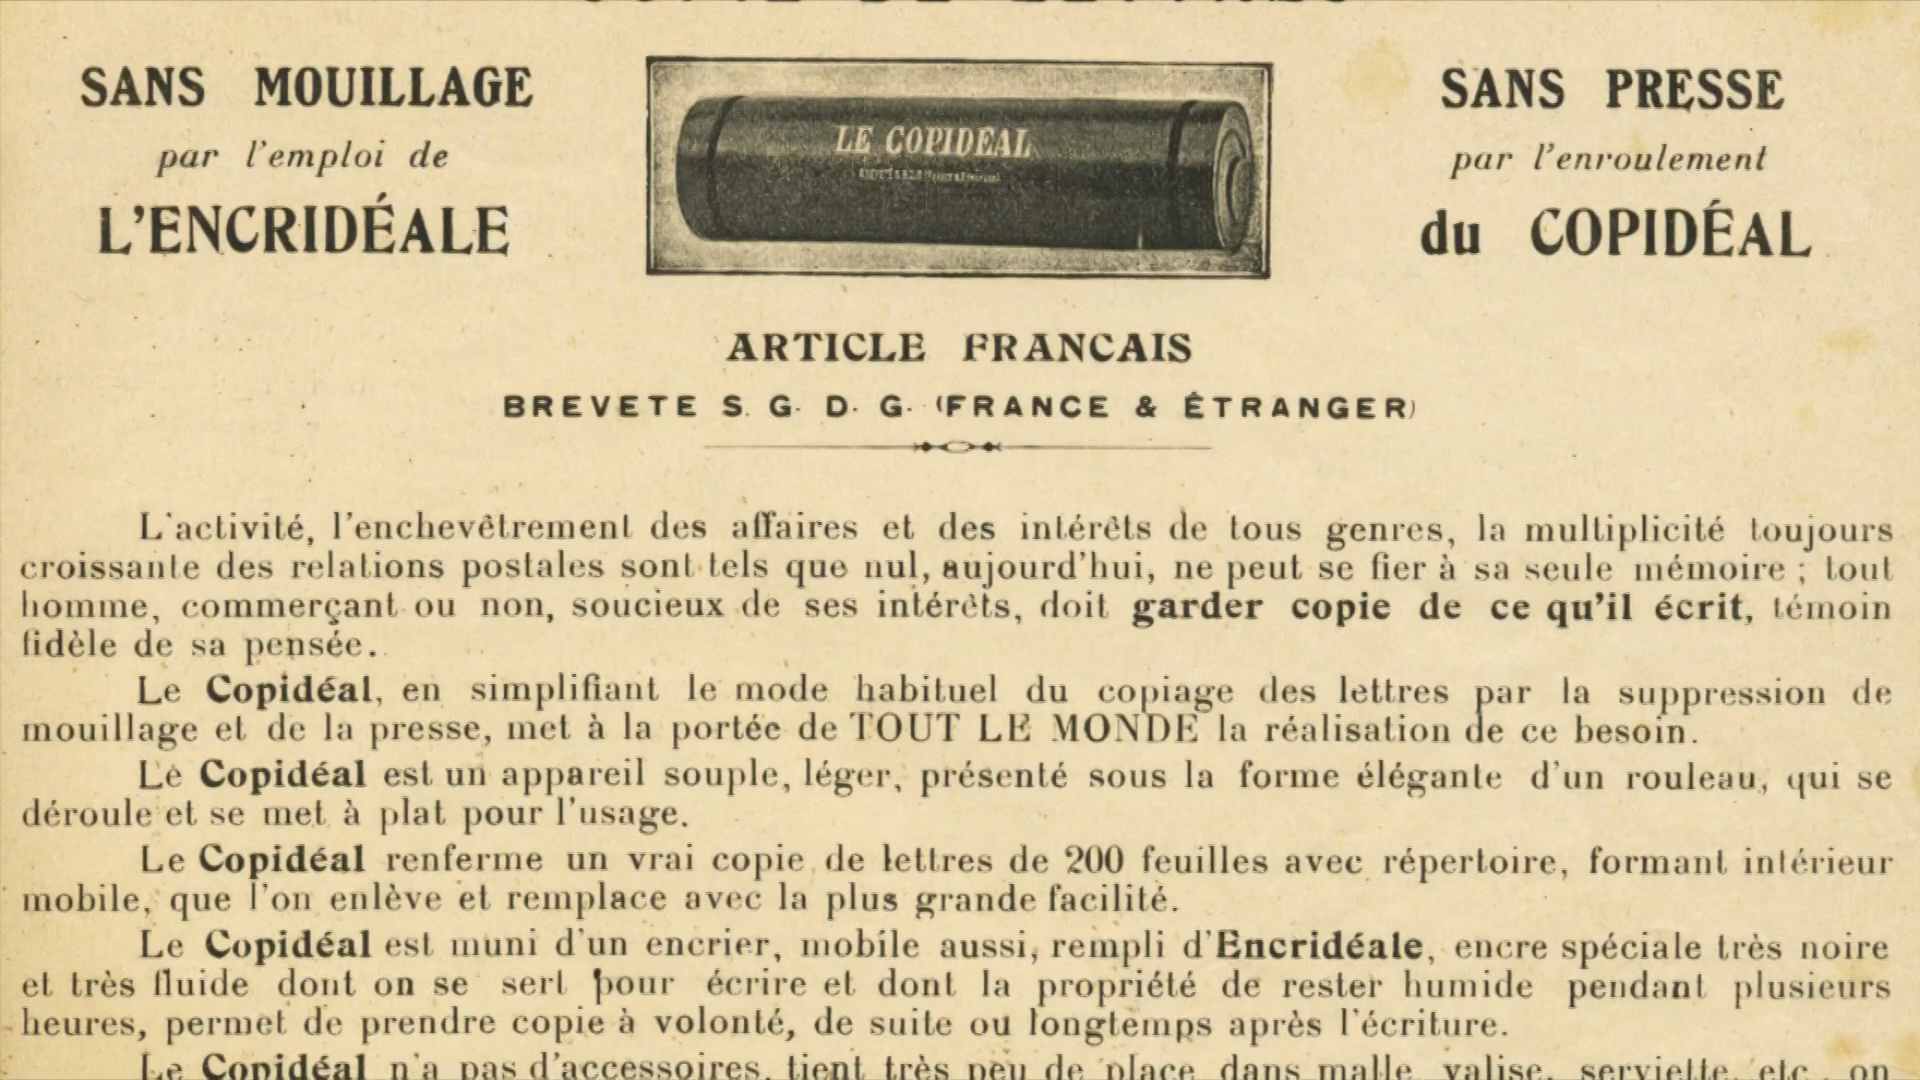 SANS MOUILLAGE
par l'emploi de
L'ENCRIDÉALE
LE COPIDÉAL
SANS PRESSE
par l'enroulement
du COPIDÉAL
ARTICLE FRANCAIS
BREVETE S. G. D. G. (FRANCE & ÉTRANGER)
L'activité, l'enchevêtrement des affaires et des intérêts de tous genres, la multiplicité toujours
croissante des relations postales sont tels que nul, aujourd'hui, ne peut se fier à sa seule mémoire ; tout
homme, commerçant ou non, soucieux de ses intérêts, doit garder copie de ce qu'il écrit, témoin
fidèle de sa pensée.
Le Copidéal, en simplifiant le mode habituel du copiage des lettres par la suppression de
mouillage et de la presse, met à la portée de TOUT LE MONDE la réalisation de ce besoin.
Le Copidéal est un appareil souple, léger, présenté sous la forme élégante d'un rouleau, qui se
déroule et se met à plat pour l'usage.
Le Copidéal renferme un vrai copie de lettres de 200 feuilles avec répertoire, formant intérieur
mobile, que l'on enlève et remplace avec la plus grande facilité.
Le Copidéal est muni d'un encrier, mobile aussi, rempli d'Encridéale, encre spéciale très noire
et très fluide dont on se sert pour écrire et dont la propriété de rester humide pendant plusieurs
heures, permet de prendre copie à volonté, de suite ou longtemps après l'écriture.
Le Copidéal n'a pas d'accessoires, tient très peu de place dans malle, valise, serviette, etc., on